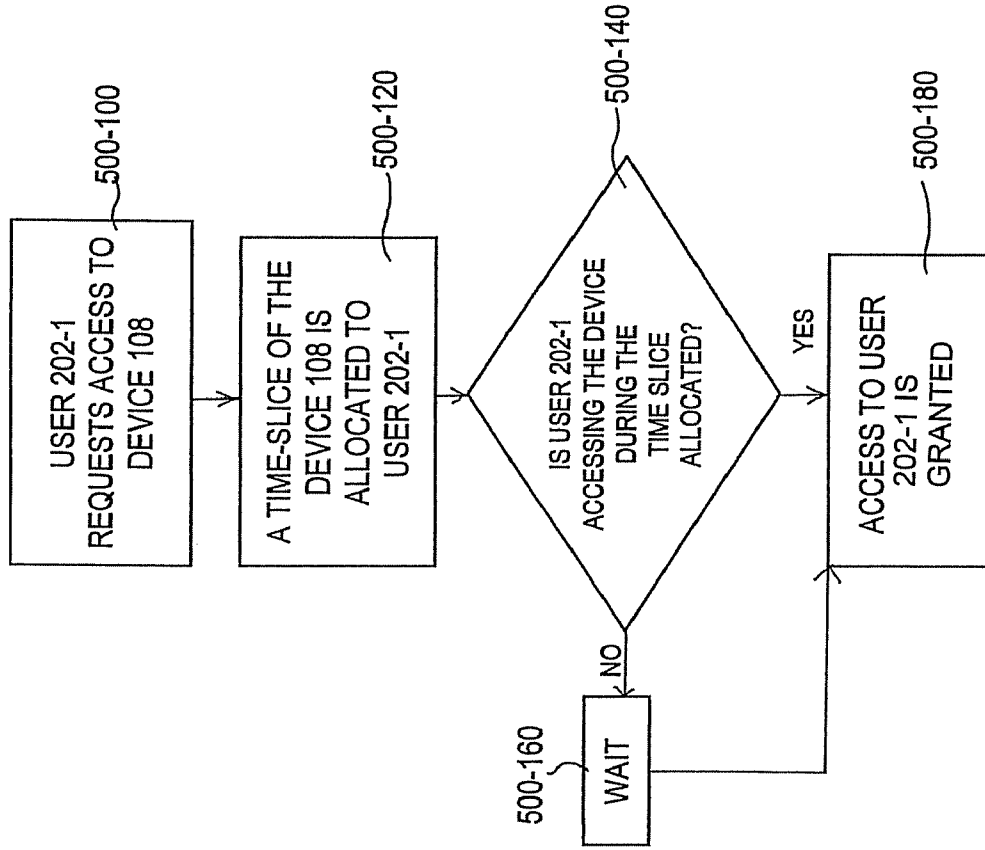 USER 202-1
REQUESTS ACCESS TO
DEVICE 108
500-100
A TIME-SLICE OF THE
DEVICE 108 IS
ALLOCATED TO
USER 202-1
500-120
IS USER 202-1
ACCESSING THE DEVICE
DURING THE
TIME SLICE
ALLOCATED?
500-140
NO
YES
500-160
WAIT
ACCESS TO USER
202-1 IS
GRANTED
500-180